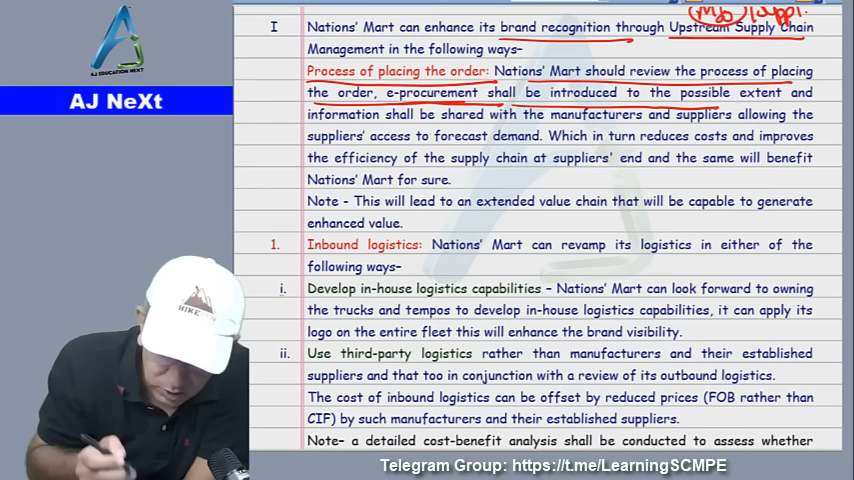 I Nations' Mart can enhance its brand recognition through Upstream Supply Chain
Management in the following ways–
Process of placing the order: Nations' Mart should review the process of placing
the order, e-procurement shall be introduced to the possible extent and
information shall be shared with the manufacturers and suppliers allowing the
suppliers' access to forecast demand. Which in turn reduces costs and improves
the efficiency of the supply chain at suppliers' end and the same will benefit
Nations' Mart for sure.
Note - This will lead to an extended value chain that will be capable to generate
enhanced value.
1. Inbound logistics: Nations' Mart can revamp its logistics in either of the
following ways–
i. Develop in-house logistics capabilities – Nations' Mart can look forward to owning
the trucks and tempos to develop in-house logistics capabilities, it can apply its
logo on the entire fleet this will enhance the brand visibility.
ii. Use third-party logistics rather than manufacturers and their established
suppliers and that too in conjunction with a review of its outbound logistics.
The cost of inbound logistics can be offset by reduced prices (FOB rather than
CIF) by such manufacturers and their established suppliers.
Note– a detailed cost-benefit analysis shall be conducted to assess whether
AJ EDUCATION NEXT
AJ NeXt
HIKE
Telegram Group: https://t.me/LearningSCMPE